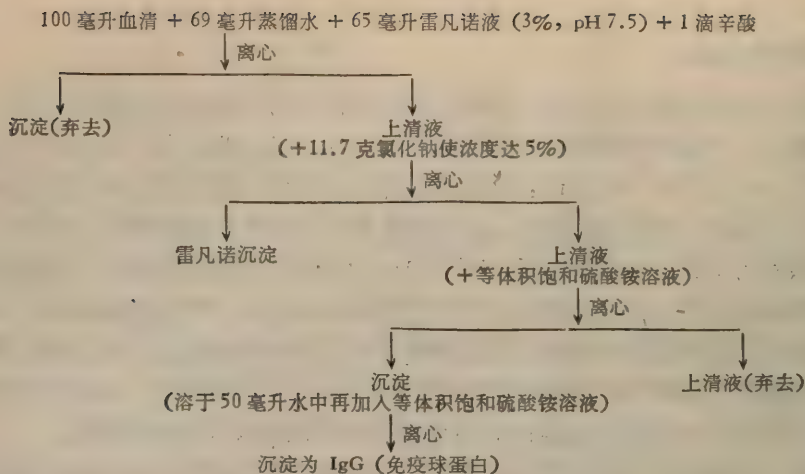 100 毫升血清 + 69 毫升蒸馏水 + 65 毫升雷凡诺液 (3%, pH 7.5) + 1 滴辛酸
离心
沉淀(弃去)
上清液
(+11.7 克氯化钠使浓度达 5%)
离心
雷凡诺沉淀
上清液
(+等体积饱和硫酸铵溶液)
离心
沉淀
(溶于 50 毫升水中再加入等体积饱和硫酸铵溶液)
上清液(弃去)
离心
沉淀为 IgG (免疫球蛋白)